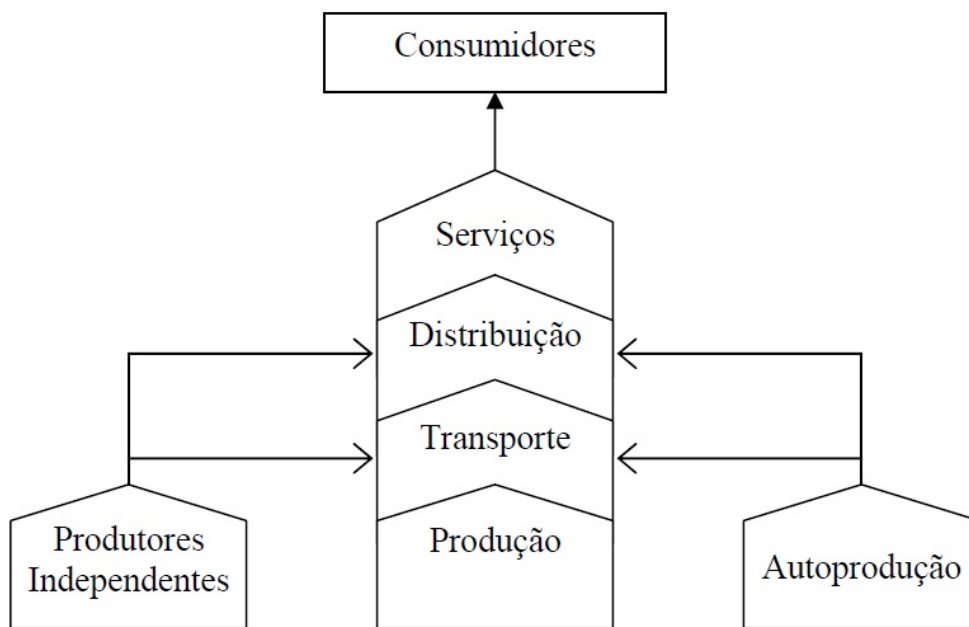 Consumidores
Serviços
Distribuição
Transporte
Produção
Produtores
Independentes
Autoprodução